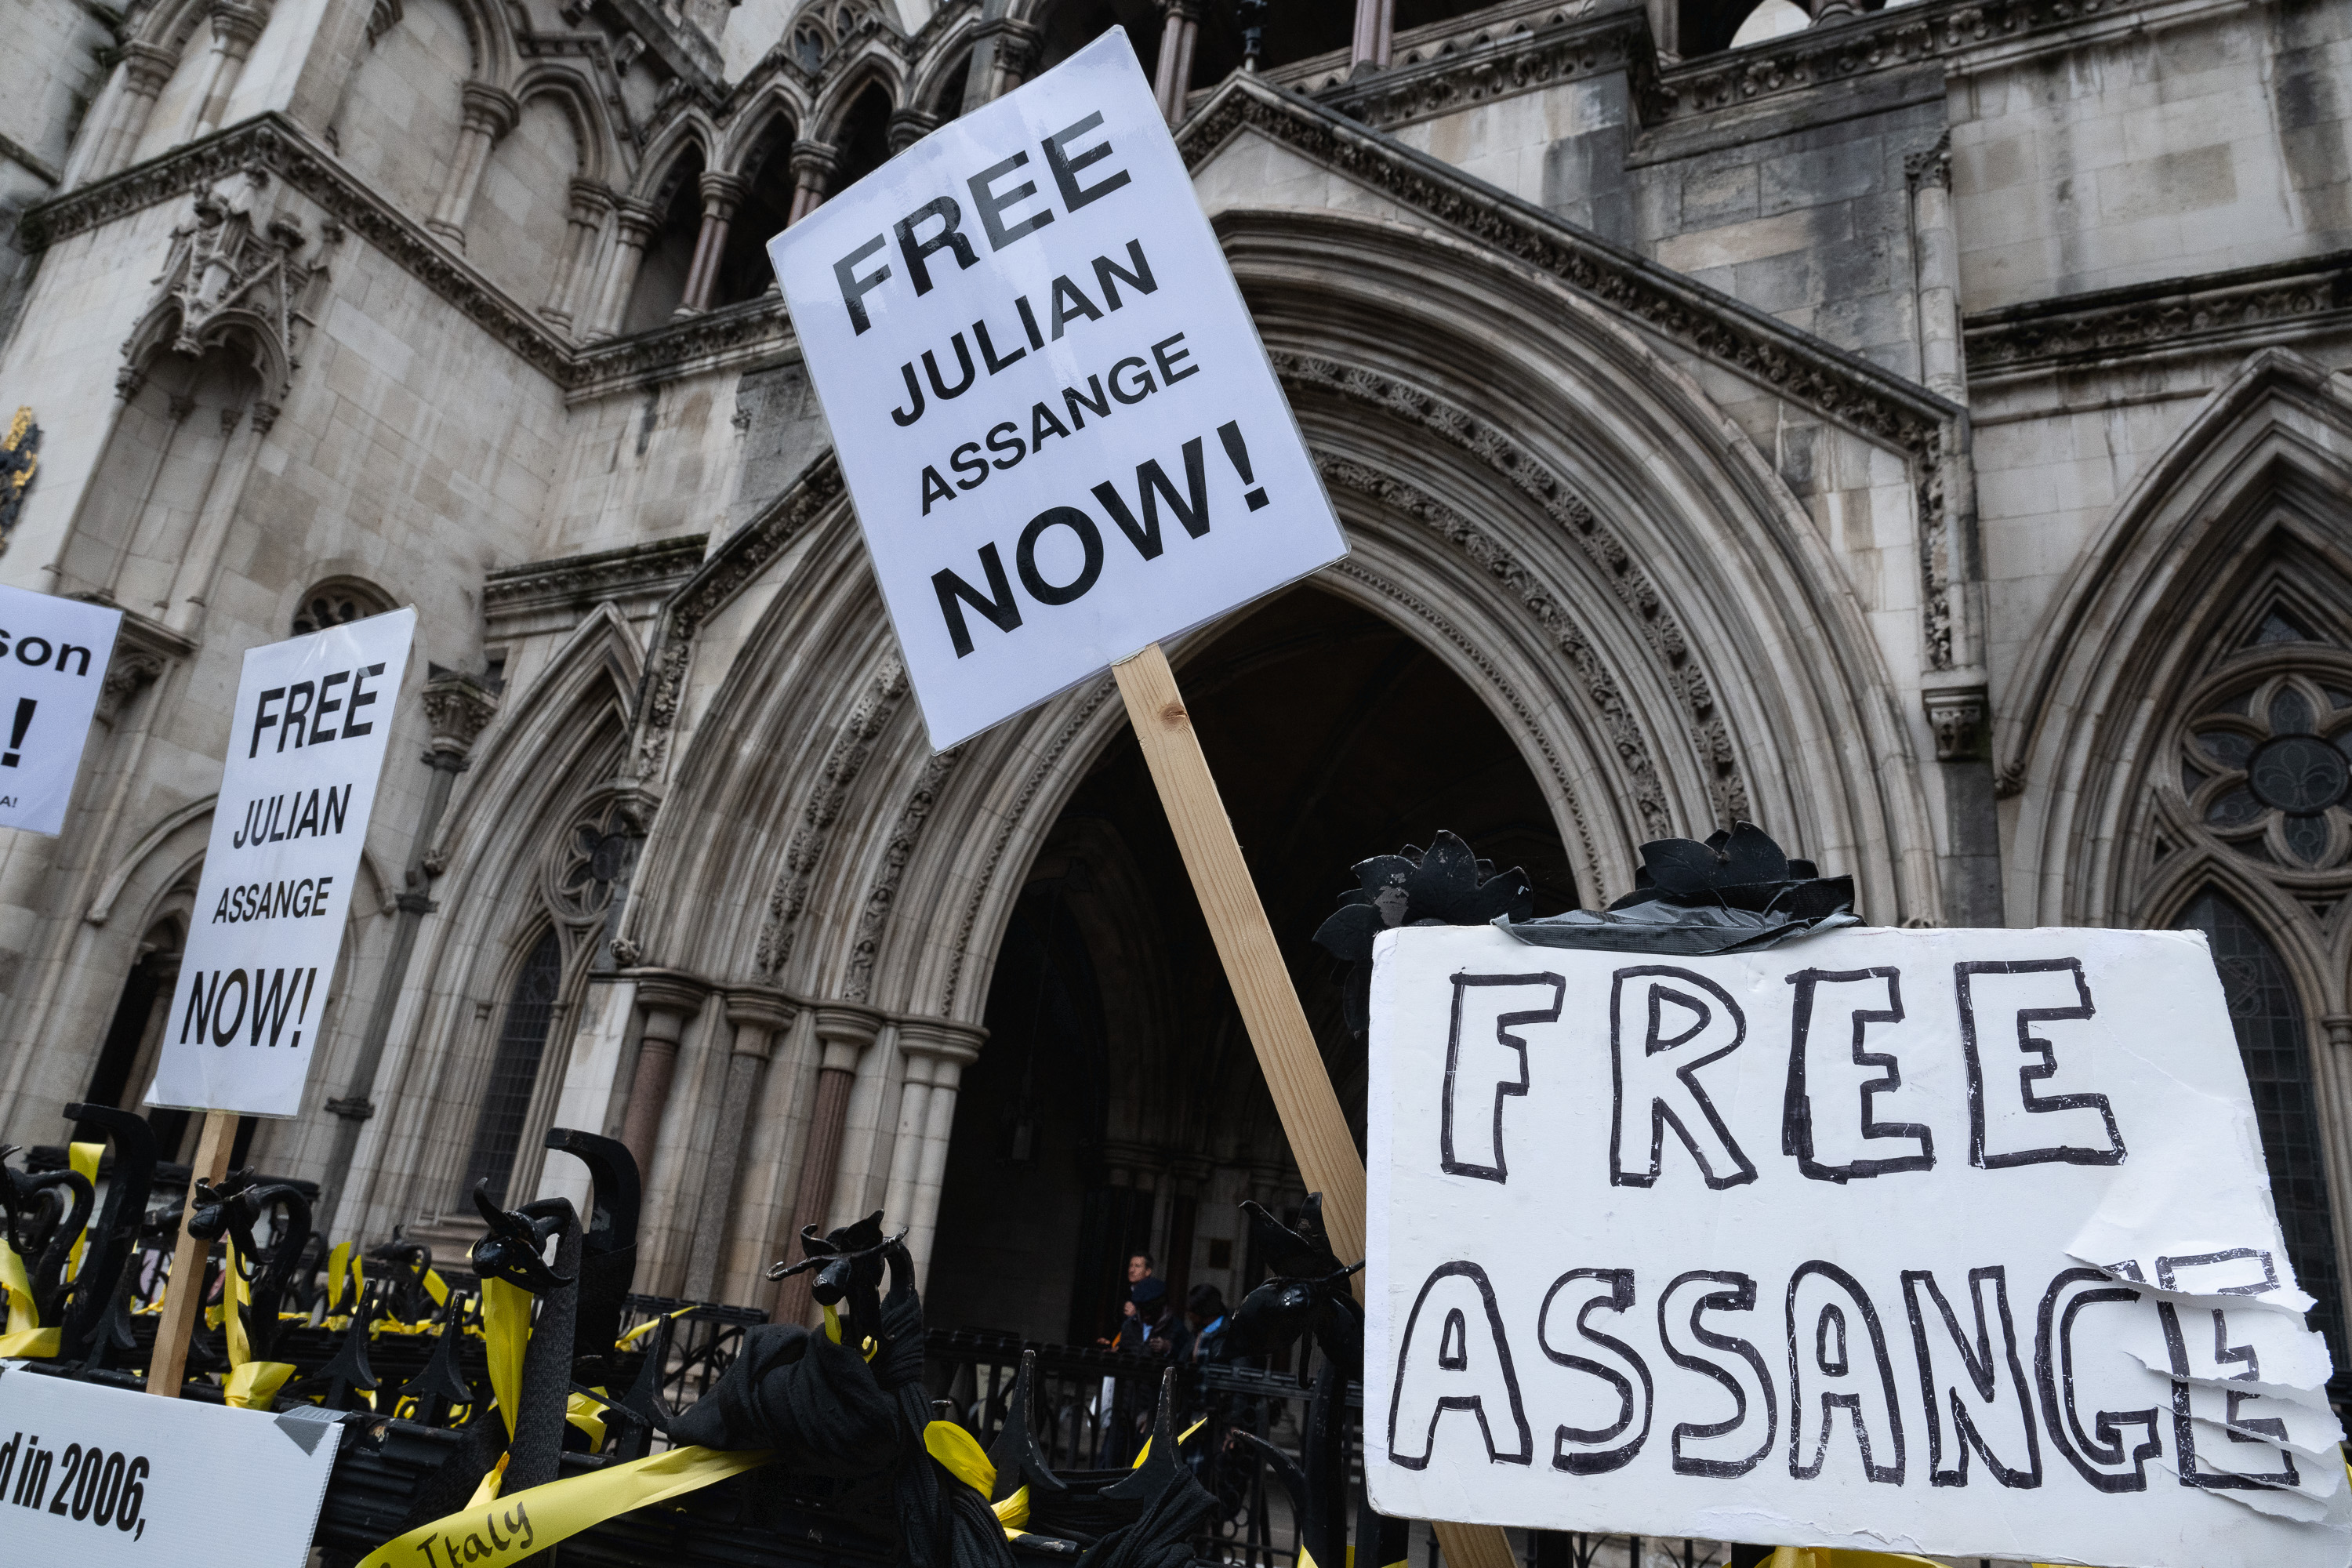 FREE
JULIAN
ASSANGE
NOW!
son
!
A!
FREE
JULIAN
ASSANGE
NOW!
FREE
ASSANGE
d in 2006,
Italy